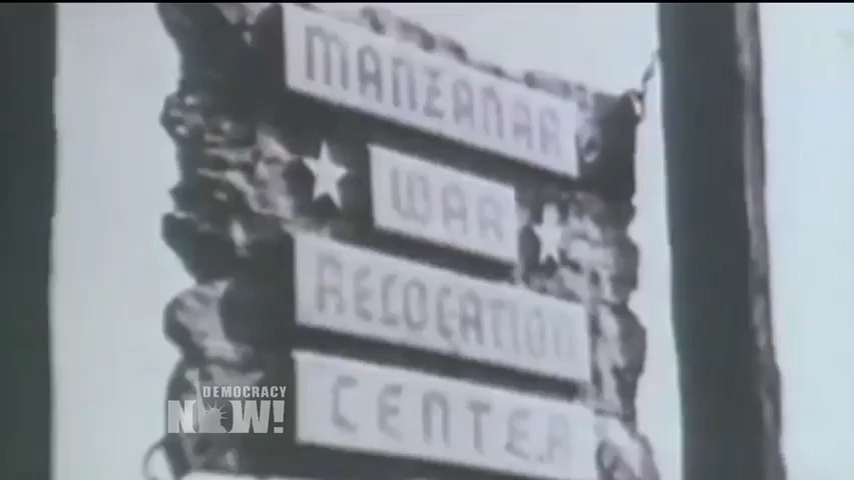 MANZANAR
WAR
RELOCATION
CENTER
DEMOCRACY
NOW!